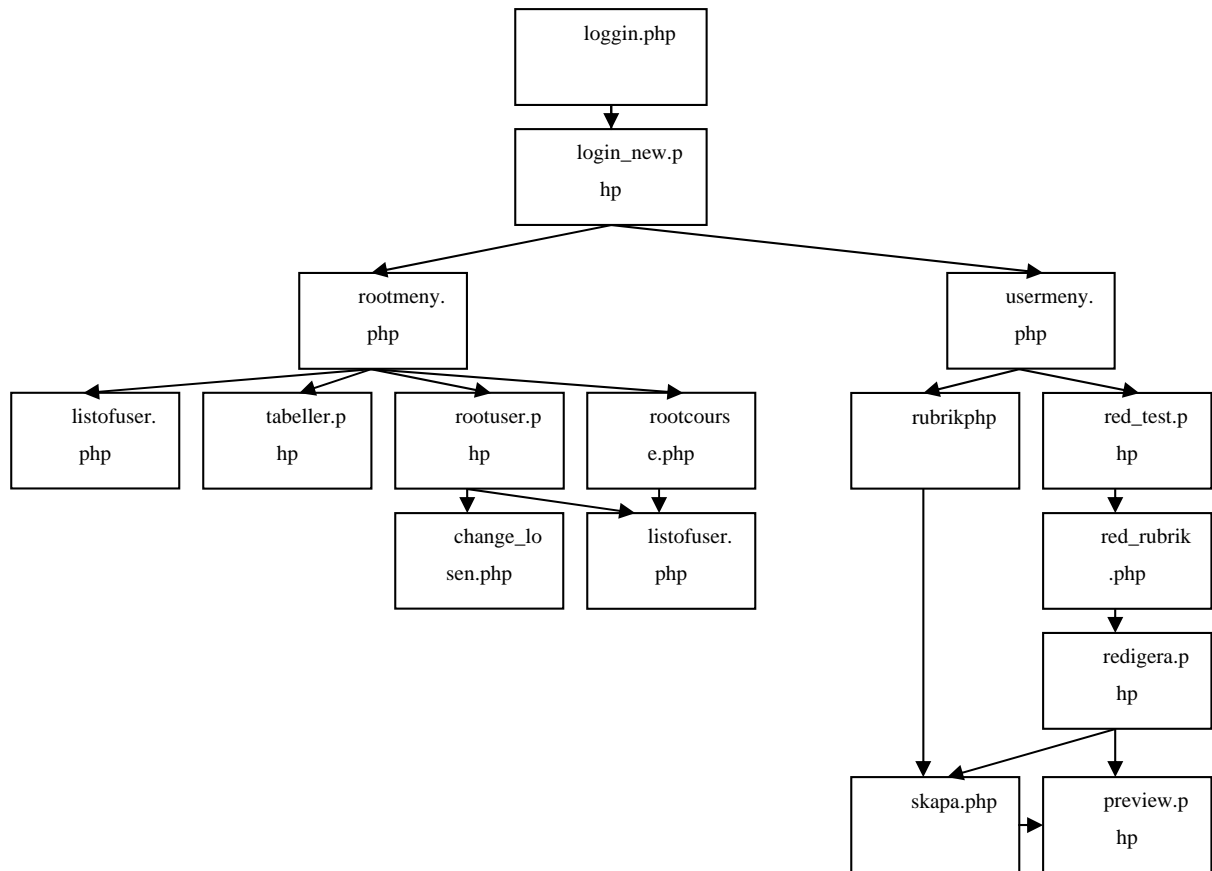 loggin.php
login_new.p
hp
rootmeny.
php
usermeny.
php
listofuser.
php
tabeller.p
hp
rootuser.p
hp
rootcours
e.php
rubrikphp
red_test.p
hp
change_lo
sen.php
listofuser.
php
red_rubrik
.php
redigera.p
hp
skapa.php
preview.p
hp